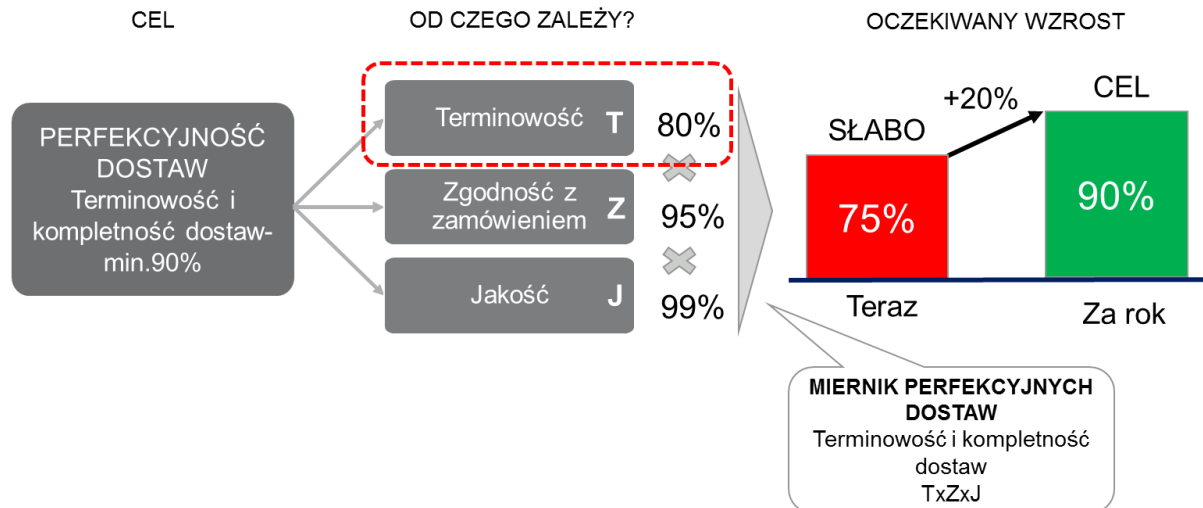 CEL
OD CZEGO ZALEŻY?
OCZEKIWANY WZROST
PERFEKCYJNOŚĆ
DOSTAW
Terminowość i
kompletność dostaw-
min.90%
Terminowość T 80%
Zgodność z
zamówieniem Z 95%
Jakość J 99%
SŁABO
+20%
CEL
75%
90%
Teraz
Za rok
MIERNIK PERFEKCYJNYCH
DOSTAW
Terminowość i kompletność
dostaw
TxZxJ